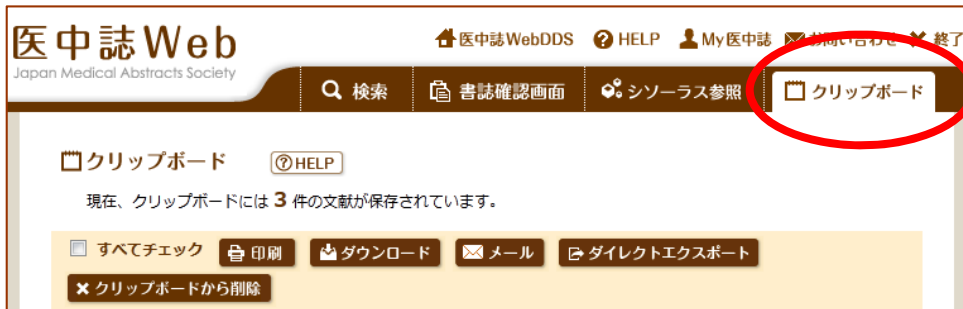 医中誌Web
Japan Medical Abstracts Society
医中誌WebDDS HELP My医中誌 お問い合わせ 終了
検索 書誌確認画面 シソーラス参照 クリップボード
クリップボード HELP
現在、クリップボードには 3 件の文献が保存されています。
すべてチェック 印刷 ダウンロード メール ダイレクトエクスポート
クリップボードから削除